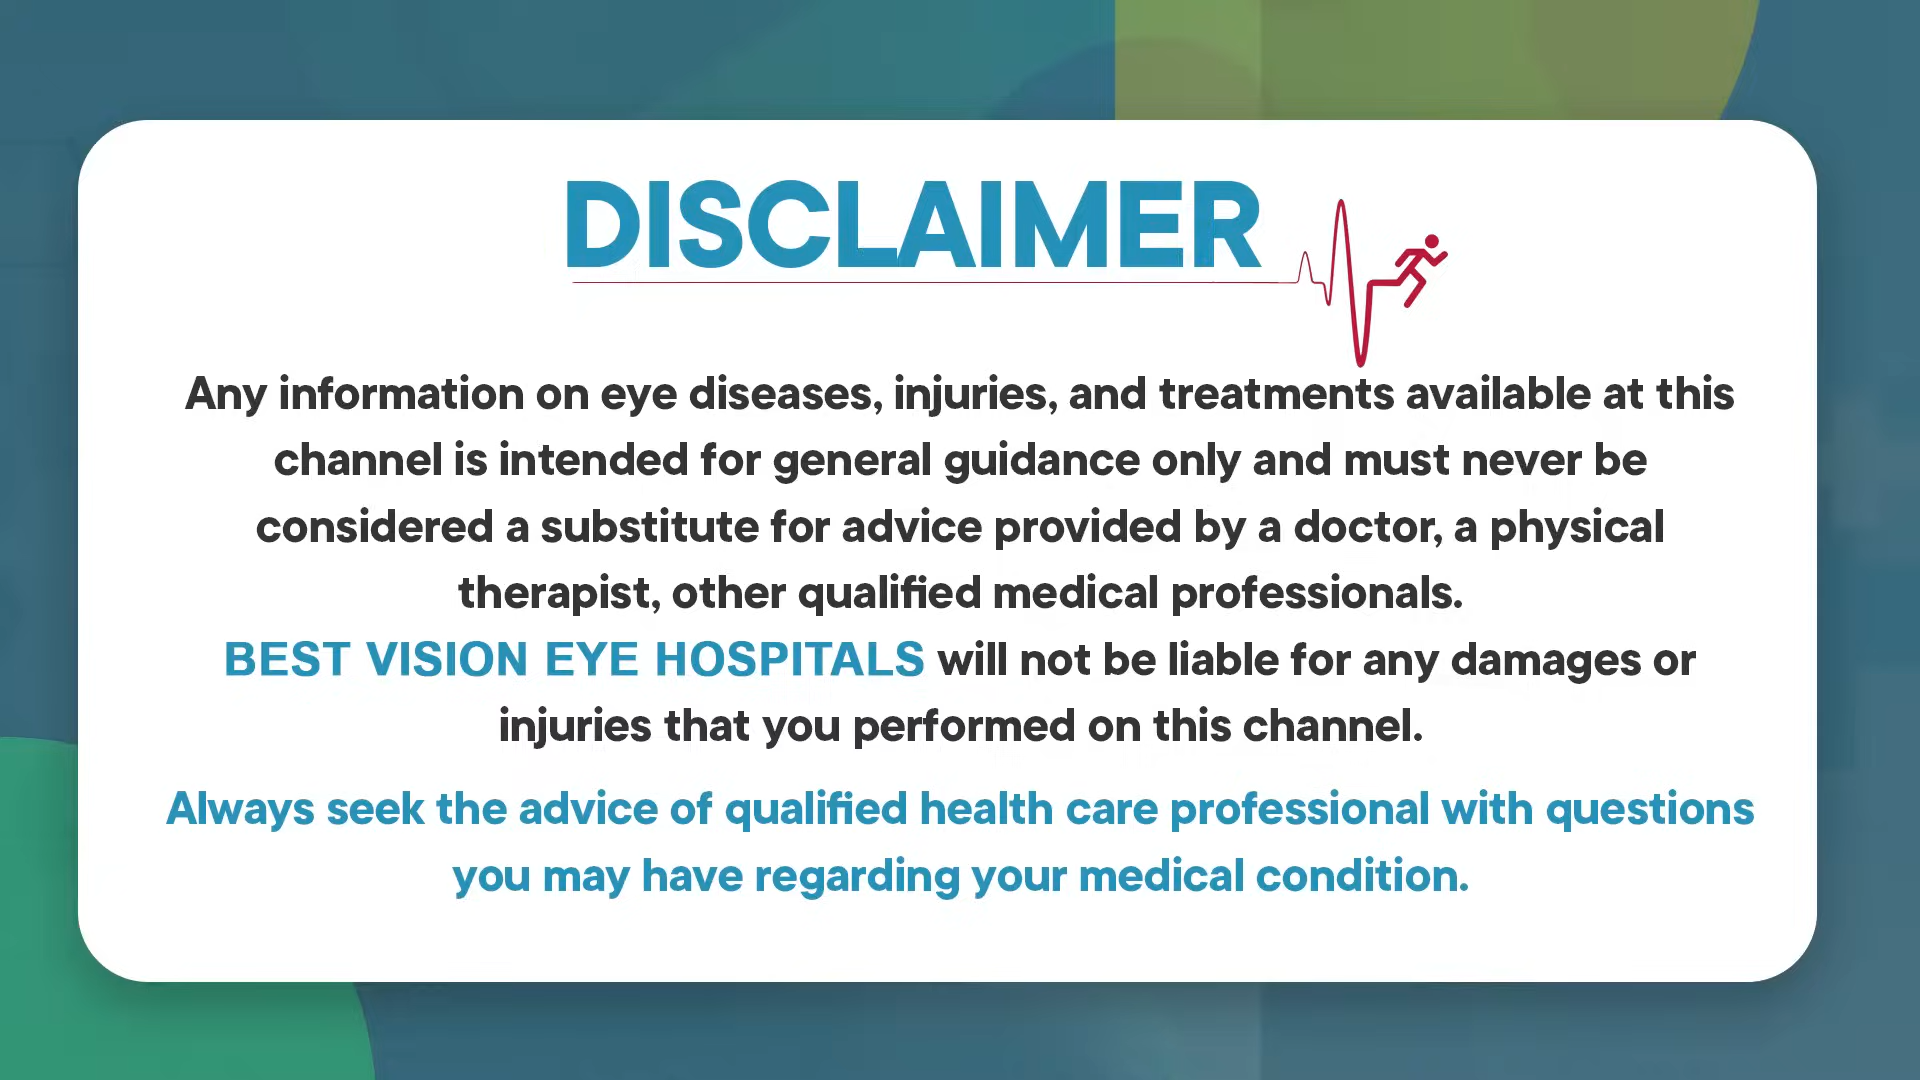 DISCLAIMER
Any information on eye diseases, injuries, and treatments available at this
channel is intended for general guidance only and must never be
considered a substitute for advice provided by a doctor, a physical
therapist, other qualified medical professionals.
BEST VISION EYE HOSPITALS will not be liable for any damages or
injuries that you performed on this channel.
Always seek the advice of qualified health care professional with questions
you may have regarding your medical condition.